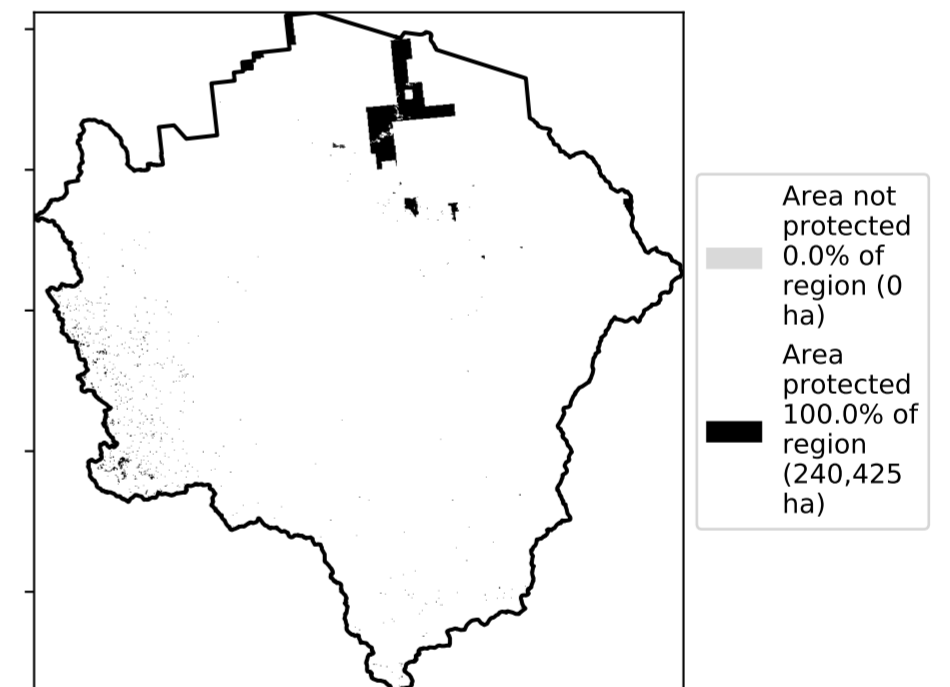 Area not
protected
0.0% of
region (0
ha)
Area
protected
100.0% of
region
(240,425
ha)